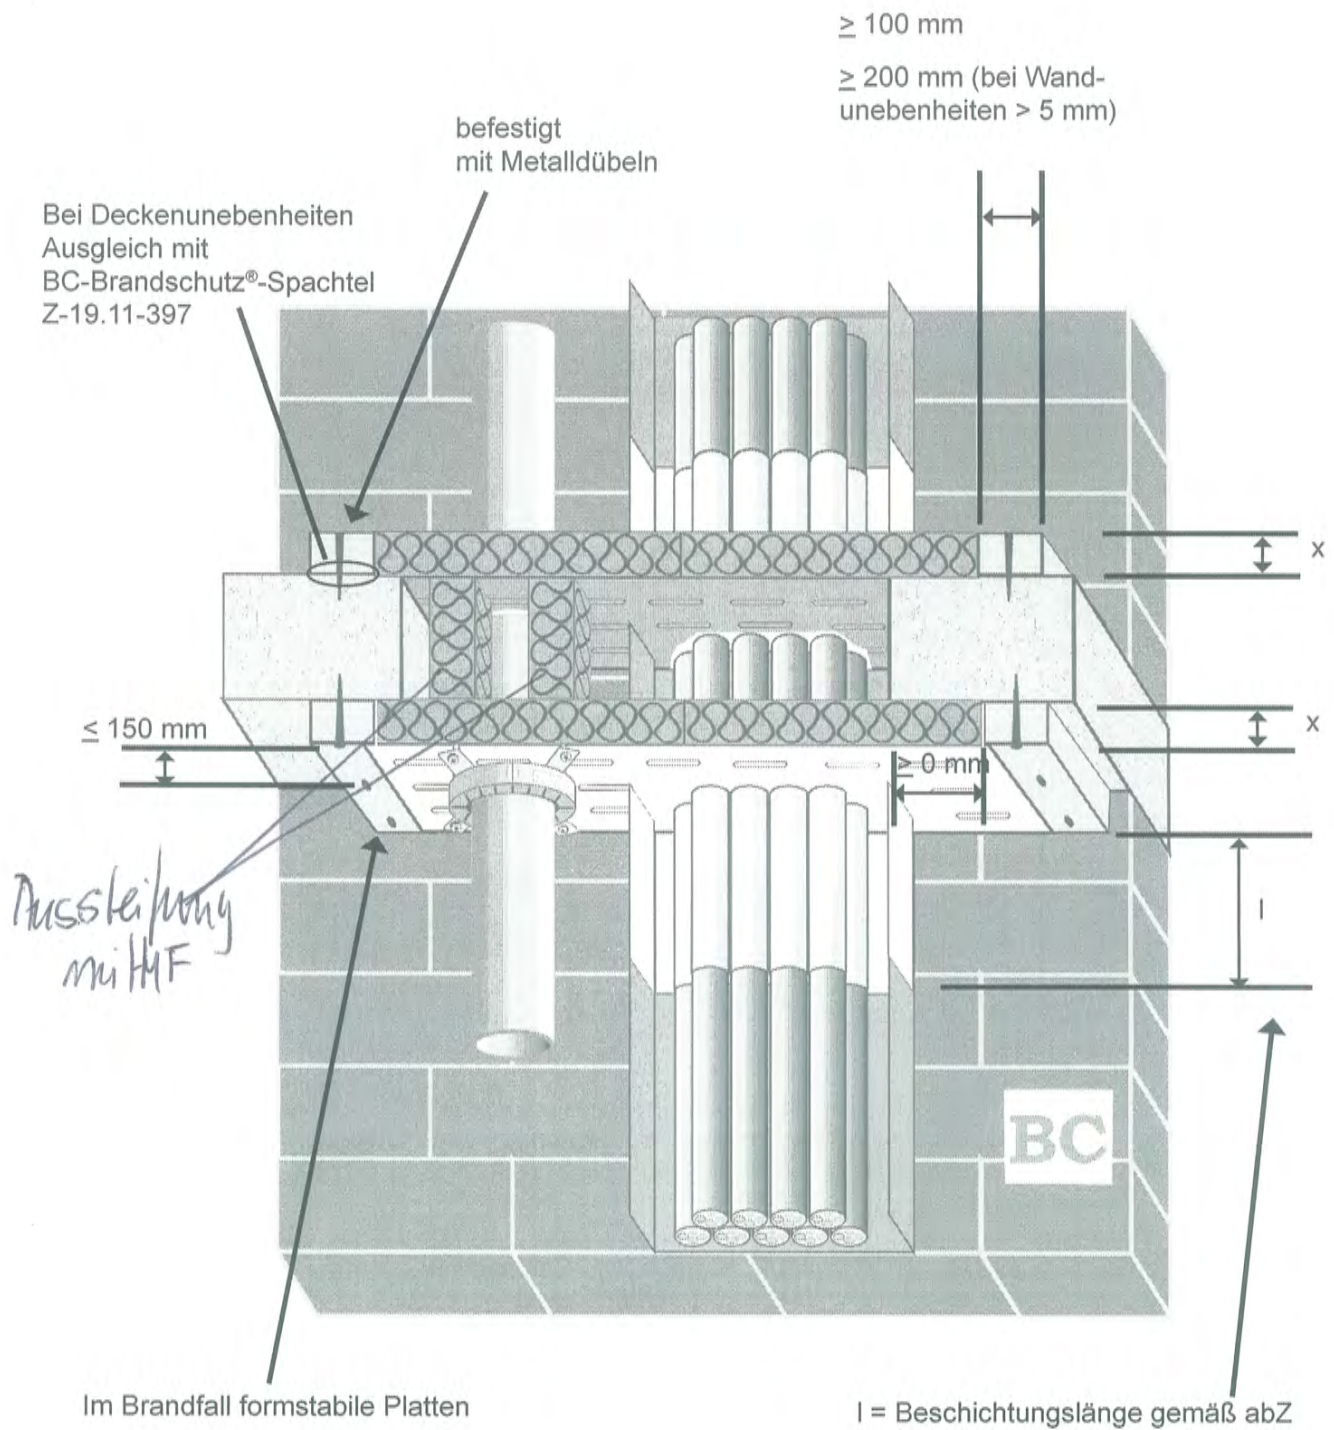 ≥ 100 mm
≥ 200 mm (bei Wand-
unebenheiten > 5 mm)
befestigt
mit Metalldübeln
Bei Deckenunebenheiten
Ausgleich mit
BC-Brandschutz®-Spachtel
Z-19.11-397
x
≤ 150 mm
x
≥ 0 mm
Aussteifung
mit MF
l
BC
Im Brandfall formstabile Platten
l = Beschichtungslänge gemäß abZ